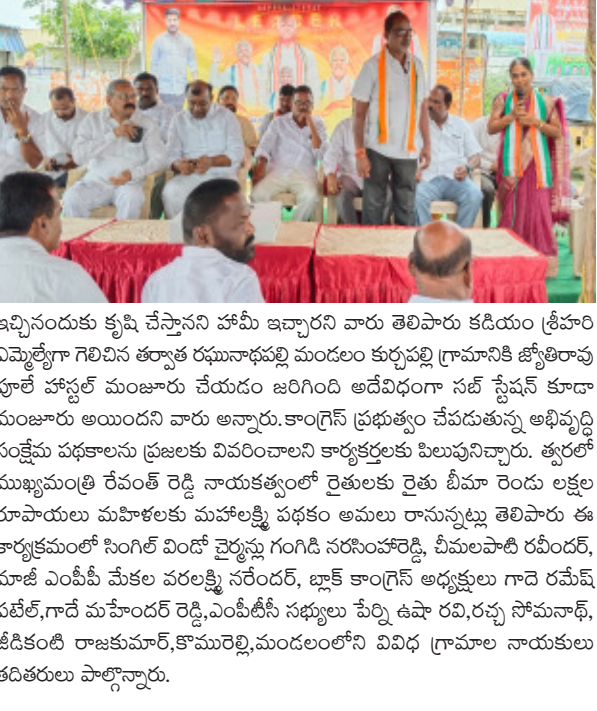 LEADER
ఇచ్చినందుకు కృషి చేస్తానని హామీ ఇచ్చారని వారు తెలిపారు కడియం శ్రీహరి
ఎమ్మెల్యేగా గెలిచిన తర్వాత రఘునాథపల్లి మండలం కుర్చపల్లి గ్రామానికి జ్యోతిరావు
పూలే హాస్టల్ మంజూరు చేయడం జరిగింది అదేవిధంగా సబ్ స్టేషన్ కూడా
మంజూరు అయిందని వారు అన్నారు.కాంగ్రెస్ ప్రభుత్వం చేపడుతున్న అభివృద్ధి
సంక్షేమ పథకాలను ప్రజలకు వివరించాలని కార్యకర్తలకు పిలుపునిచ్చారు. త్వరలో
ముఖ్యమంత్రి రేవంత్ రెడ్డి నాయకత్వంలో రైతులకు రైతు బీమా రెండు లక్షల
రూపాయలు మహిళలకు మహాలక్ష్మి పథకం అమలు రానున్నట్లు తెలిపారు ఈ
కార్యక్రమంలో సింగిల్ విండో చైర్మన్లు గంగిడి నరసింహారెడ్డి, చీమలపాటి రవీందర్,
మాజీ ఎంపీపీ మేకల వరలక్ష్మి నరేందర్, బ్లాక్ కాంగ్రెస్ అధ్యక్షులు గాదె రమేష్
పటేల్,గాదే మహేందర్ రెడ్డి,ఎంపీటీసీ సభ్యులు పేర్ని ఉషా రవి,రచ్చ సోమనాథ్,
జీడికంటి రాజకుమార్,కొమురెల్లి,మండలంలోని వివిధ గ్రామాల నాయకులు
తదితరులు పాల్గొన్నారు.